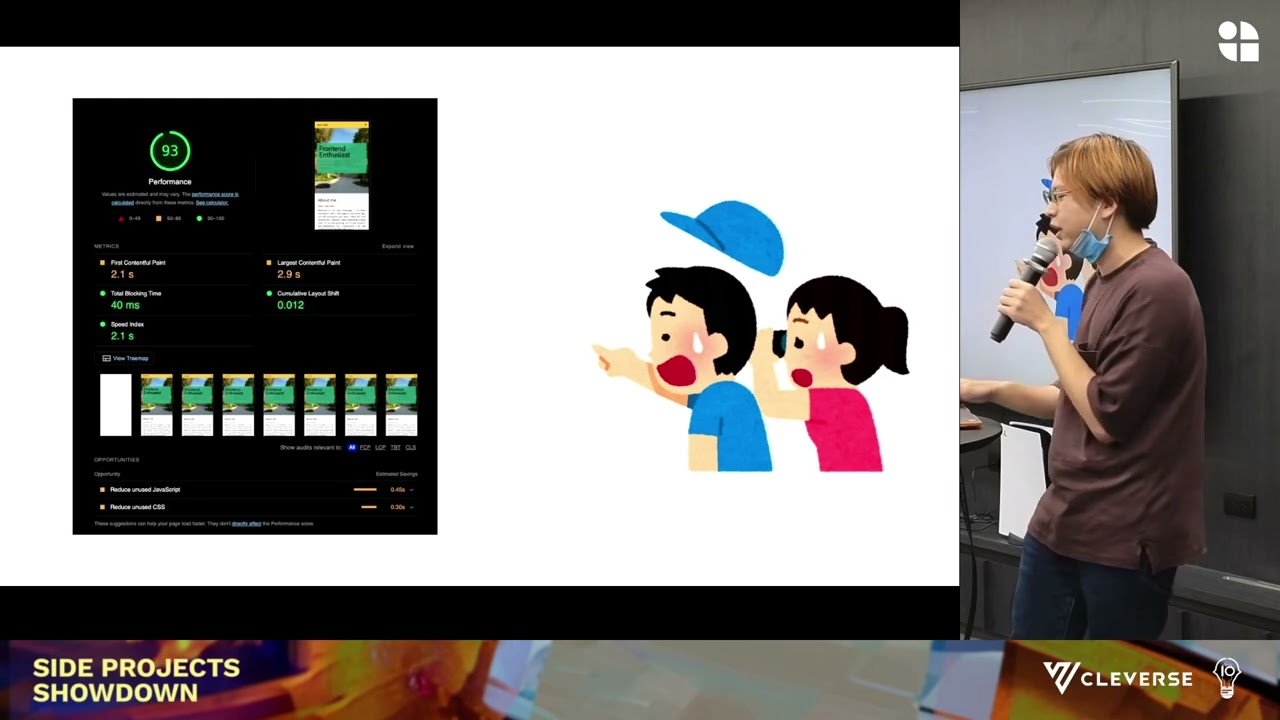 93
Performance
Values are estimated and may vary. The performance score is
calculated directly from these metrics. See calculator.
0–49
50–89
90–100
Frontend
Enthusiast
About me
METRICS
Expand view
First Contentful Paint
2.1 s
Largest Contentful Paint
2.9 s
Total Blocking Time
40 ms
Cumulative Layout Shift
0.012
Speed Index
2.1 s
View Treemap
Show audits relevant to: All FCP LCP TBT CLS
OPPORTUNITIES
Opportunity
Estimated Savings
Reduce unused JavaScript
0.45s
Reduce unused CSS
0.30s
These suggestions can help your page load faster. They don't directly affect the Performance score.
SIDE PROJECTS
SHOWDOWN
CLEVERSE
10